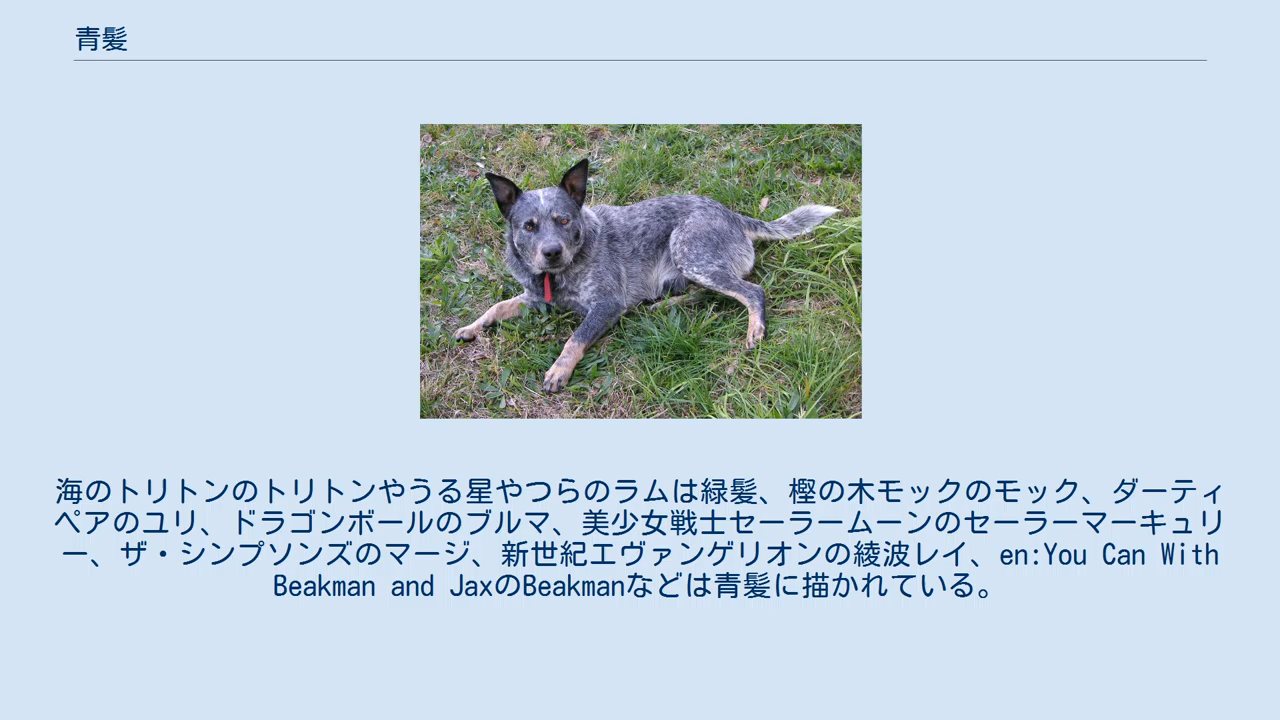 青髪
海のトリトンのトリトンやうる星やつらのラムは緑髪、樫の木モックのモック、ダーティ
ペアのユリ、ドラゴンボールのブルマ、美少女戦士セーラームーンのセーラーマーキュリ
ー、ザ・シンプソンズのマージ、新世紀エヴァンゲリオンの綾波レイ、en:You Can With
Beakman and JaxのBeakmanなどは青髪に描かれている。